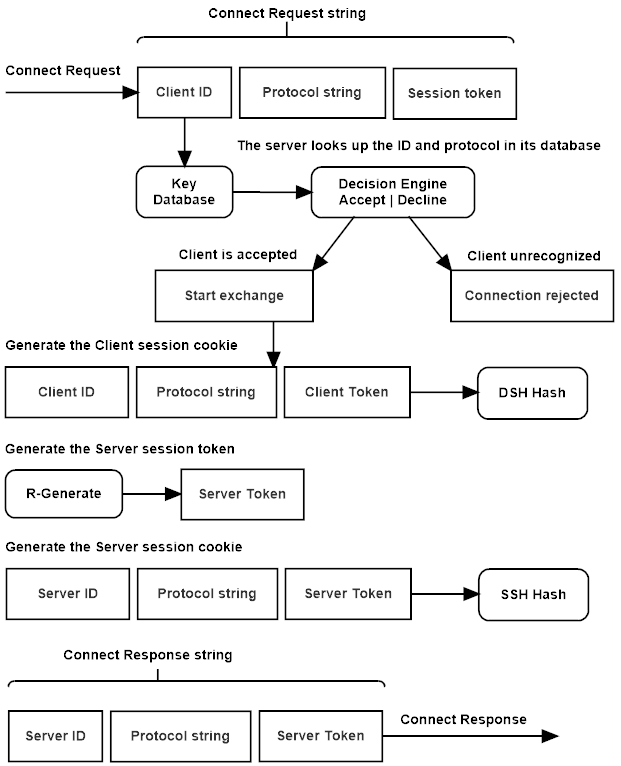 Connect Request string
Connect Request
Client ID
Protocol string
Session token
The server looks up the ID and protocol in its database
Key
Database
Decision Engine
Accept | Decline
Client is accepted
Client unrecognized
Start exchange
Connection rejected
Generate the Client session cookie
Client ID
Protocol string
Client Token
DSH Hash
Generate the Server session token
R-Generate
Server Token
Generate the Server session cookie
Server ID
Protocol string
Server Token
SSH Hash
Connect Response string
Server ID
Protocol string
Server Token
Connect Response